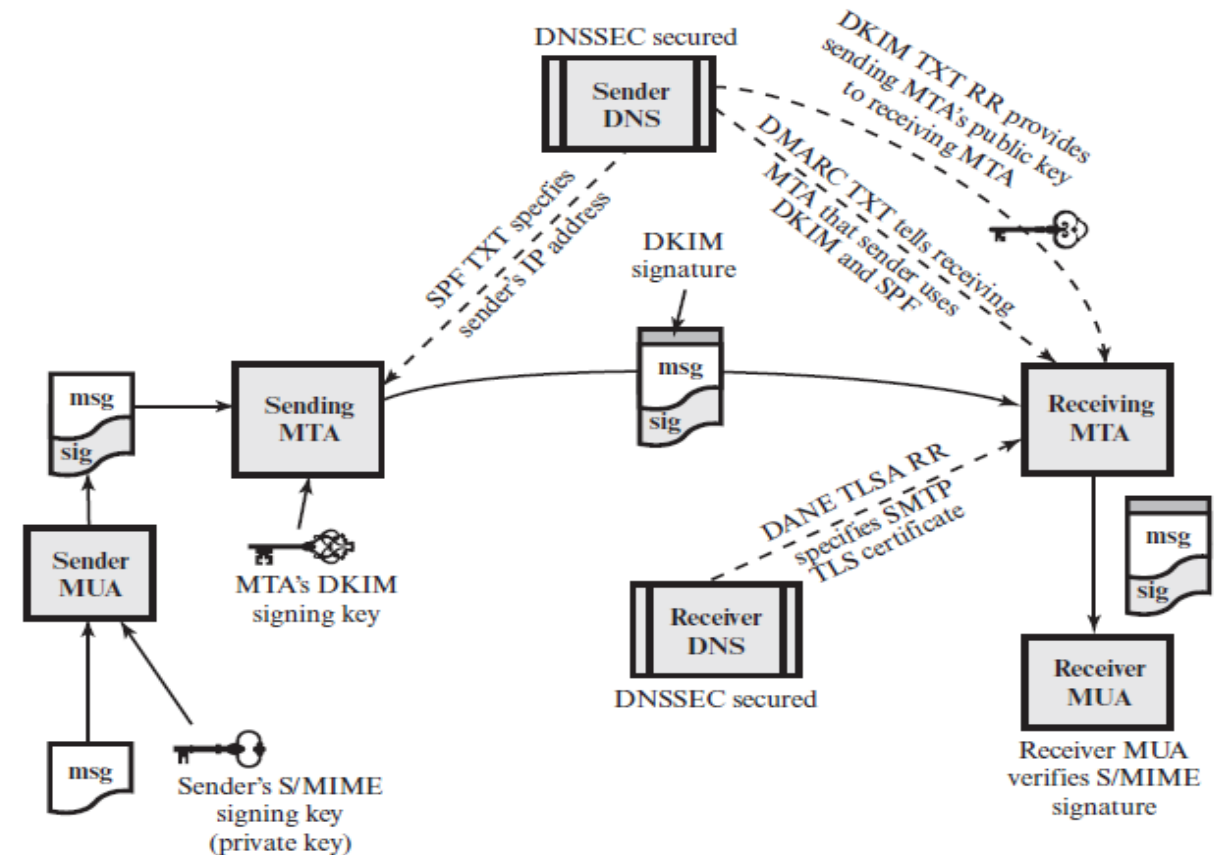 DNSSEC secured
Sender
DNS
DKIM TXT RR provides
sending MTA's public key
to receiving MTA
DMARC TXT tells receiving
MTA that sender uses
DKIM and SPF
SPF TXT specfies
sender's IP address
DKIM
signature
msg
sig
Sending
MTA
msg
sig
Receiving
MTA
DANE TLSA RR
specifies SMTP
TLS certificate
Sender
MUA
MTA's DKIM
signing key
Receiver
DNS
DNSSEC secured
msg
sig
Receiver
MUA
Receiver MUA
verifies S/MIME
signature
msg
Sender's S/MIME
signing key
(private key)